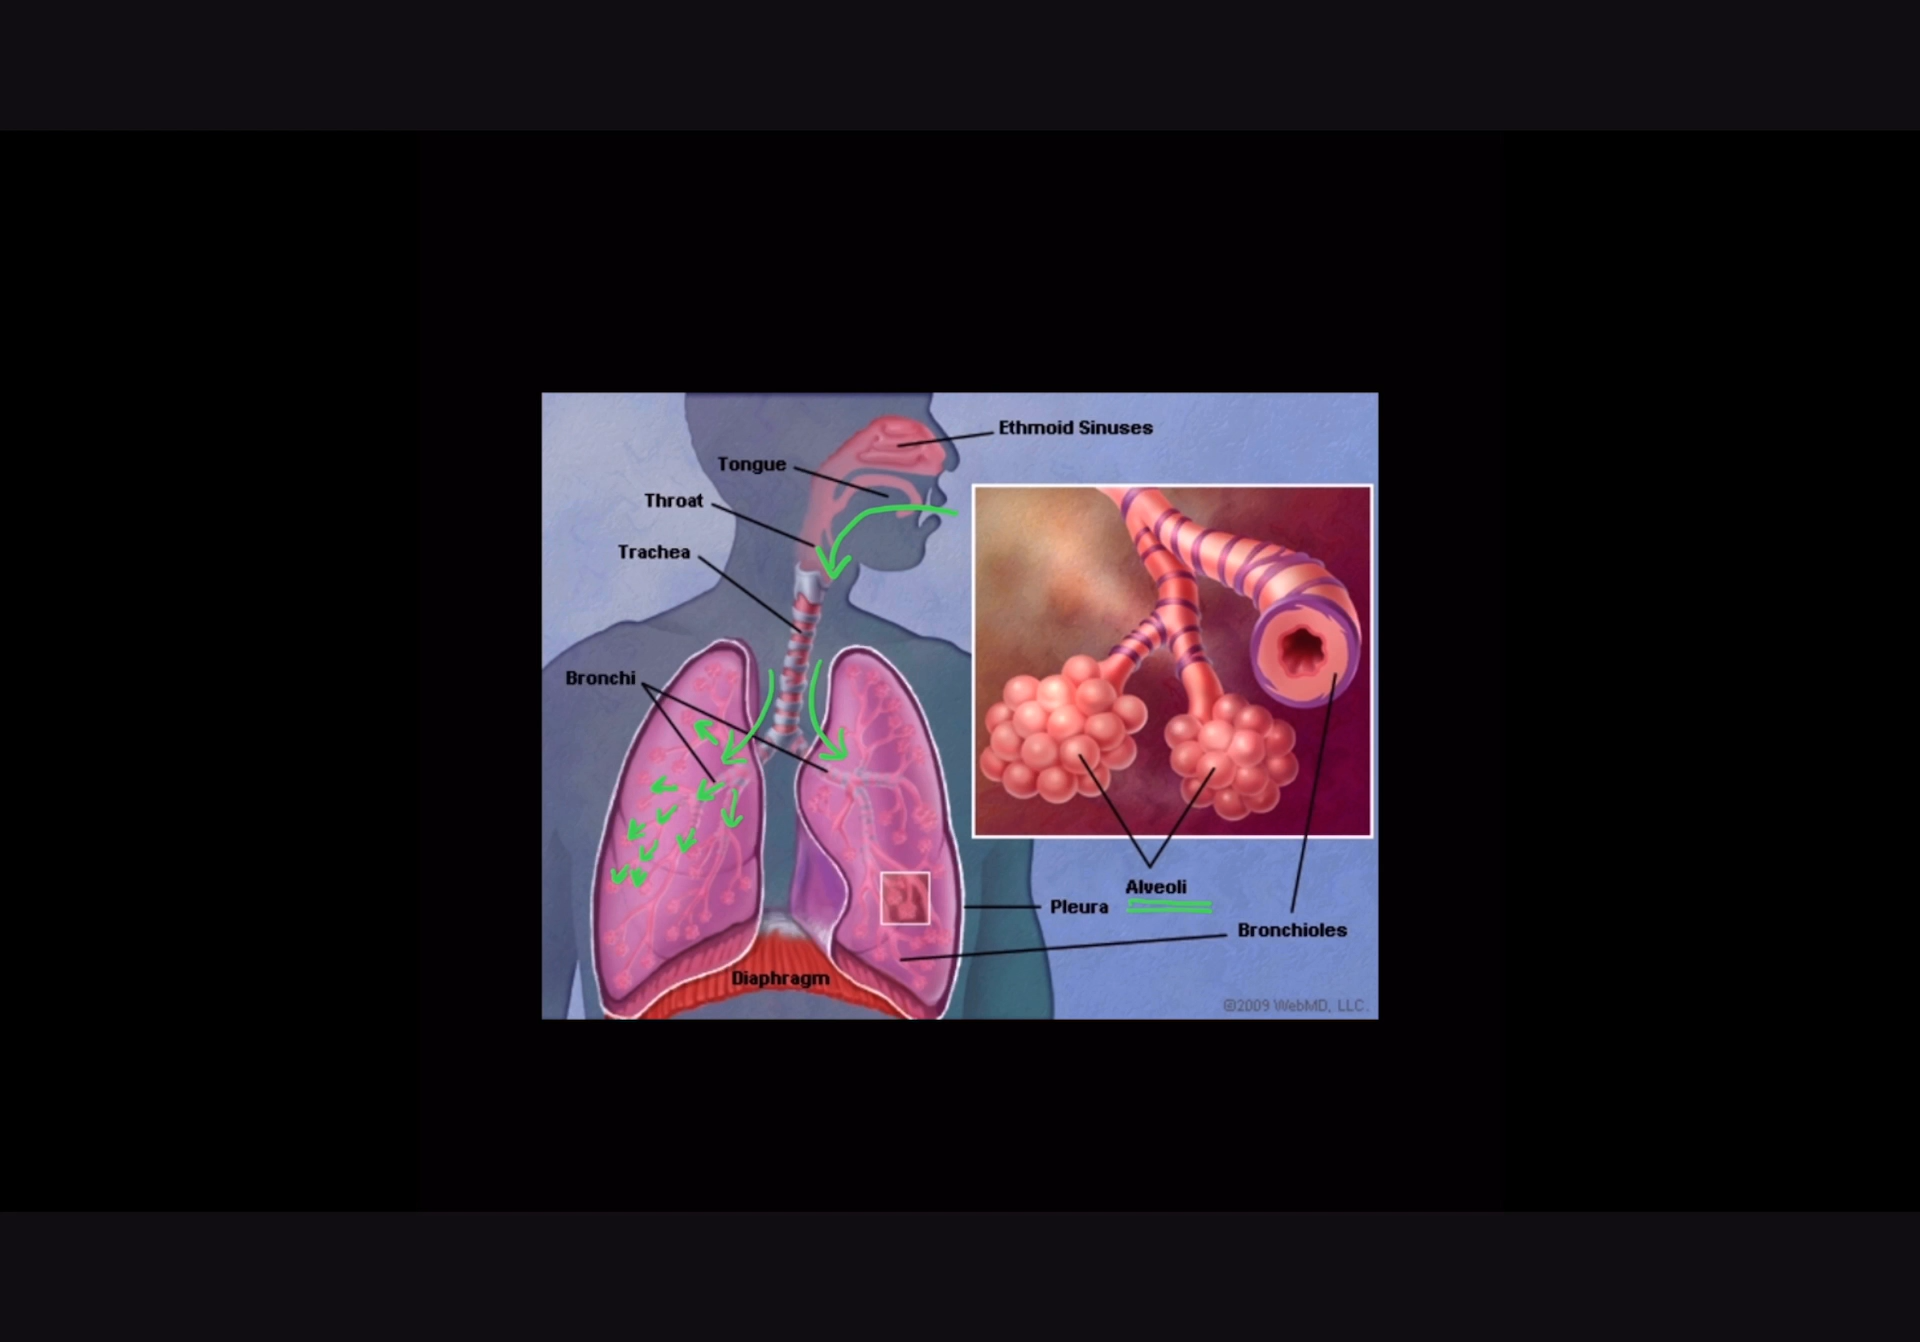 Ethmoid Sinuses
Tongue
Throat
Trachea
Bronchi
Alveoli
Pleura
Bronchioles
Diaphragm
©2009 WebMD, LLC.